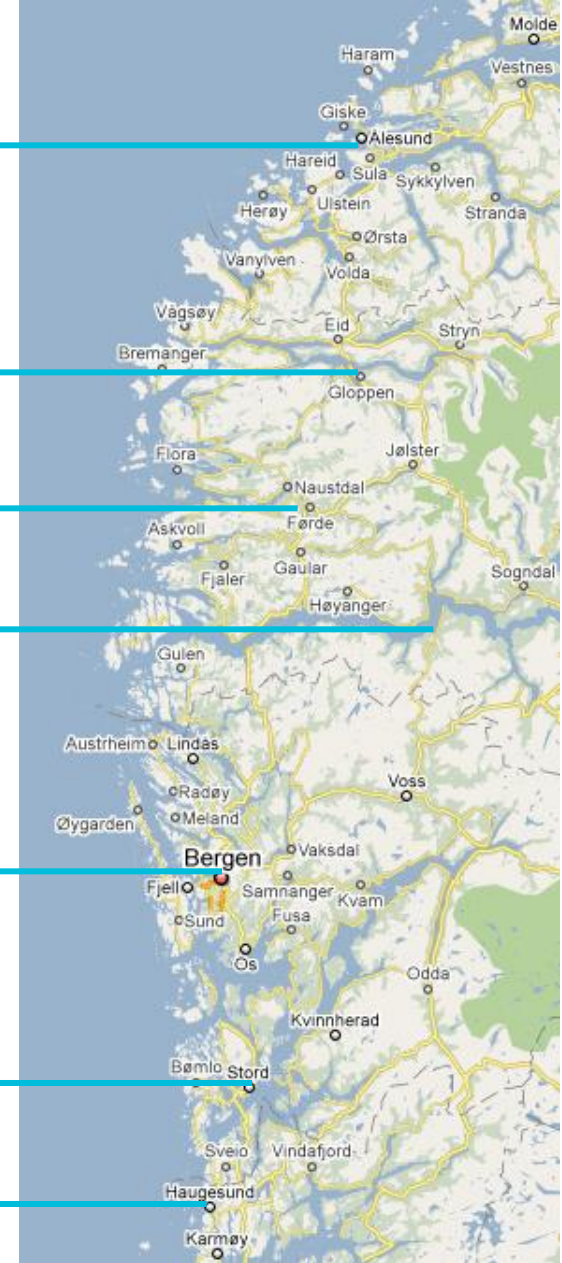 Molde
Haram
Vestnes
Giske
Ålesund
Hareid
Sula
Sykkylven
Herøy
Ulstein
Stranda
Ørsta
Vanylven
Volda
Vågsøy
Eid
Stryn
Bremanger
Gloppen
Flora
Jølster
Naustdal
Førde
Askvoll
Gaular
Fjaler
Sogndal
Høyanger
Gulen
Austrheim
Lindås
Voss
Radøy
Meland
Øygarden
Vaksdal
Bergen
Fjell
Samnanger
Kvam
Sund
Fusa
Os
Odda
Kvinnherad
Bømlo
Stord
Sveio
Vindafjord
Haugesund
Karmøy